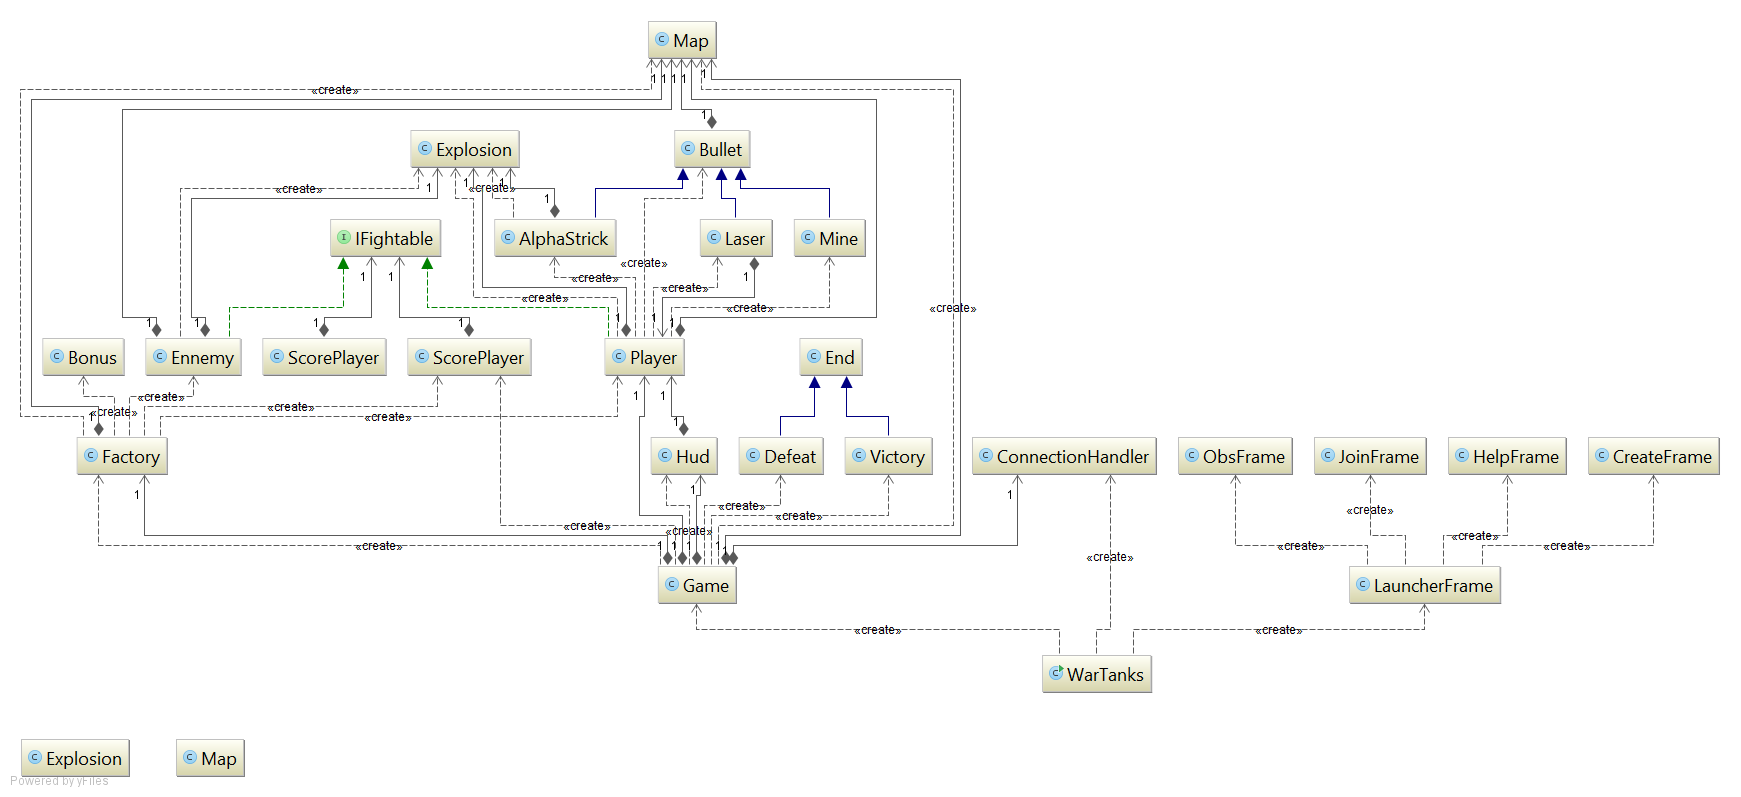 Map
1 1 1 1 1
«create»
Explosion
1
Bullet
«create»
1
1
«create»
1
1
IFightable
AlphaStrick
Laser
Mine
«create»
1
1
«create»
1
«create»
«create»
«create»
«create»
1
1
1
1
1
1
1
Bonus
Ennemy
ScorePlayer
ScorePlayer
Player
End
«create»
1
1
«create»
«create»
1
«create»
1
Factory
Hud
Defeat
Victory
ConnectionHandler
ObsFrame
JoinFrame
HelpFrame
CreateFrame
1
1
1
«create»
«create»
«create»
«create»
«create»
«create»
«create»
«create»
«create»
1
1
1
1
«create»
Game
LauncherFrame
«create»
«create»
WarTanks
Explosion
Map
Powered by yFiles